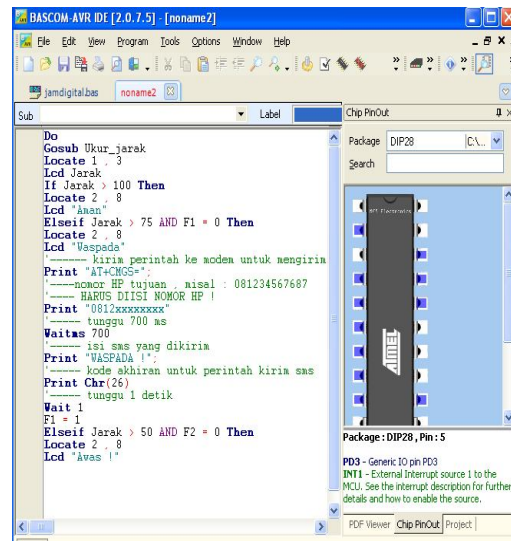 BASCOM-AVR IDE [2.0.7.5] - [noname2]
File Edit View Program Tools Options Window Help
jamdigital.bas noname2
Sub Label
Do
Gosub Ukur_jarak
Locate 1 , 3
Lcd Jarak
If Jarak > 100 Then
Locate 2 , 8
Lcd "Aman"
Elseif Jarak > 75 AND F1 = 0 Then
Locate 2 , 8
Lcd "Waspada"
'------ kirim perintah ke modem untuk mengirim
Print "AT+CMGS=";
'----nomor HP tujuan , misal : 081234567687
'---- HARUS DIISI NOMOR HP !
Print "0812xxxxxxxx"
'----- tunggu 700 ms
Waitms 700
'----- isi sms yang dikirim
Print "WASPADA !";
'----- kode akhiran untuk perintah kirim sms
Print Chr(26)
'----- tunggu 1 detik
Wait 1
F1 = 1
Elseif Jarak > 50 AND F2 = 0 Then
Locate 2 , 8
Lcd "Awas !"
Chip PinOut
Package DIP28 C:\...
Search
MCS Electronics
ATMEL
Package : DIP28 , Pin : 5
PD3 - Generic IO pin PD3
INT1 - External Interrupt source 1 to the
MCU. See the interrupt description for further
details and how to enable the source.
PDF Viewer Chip PinOut Project